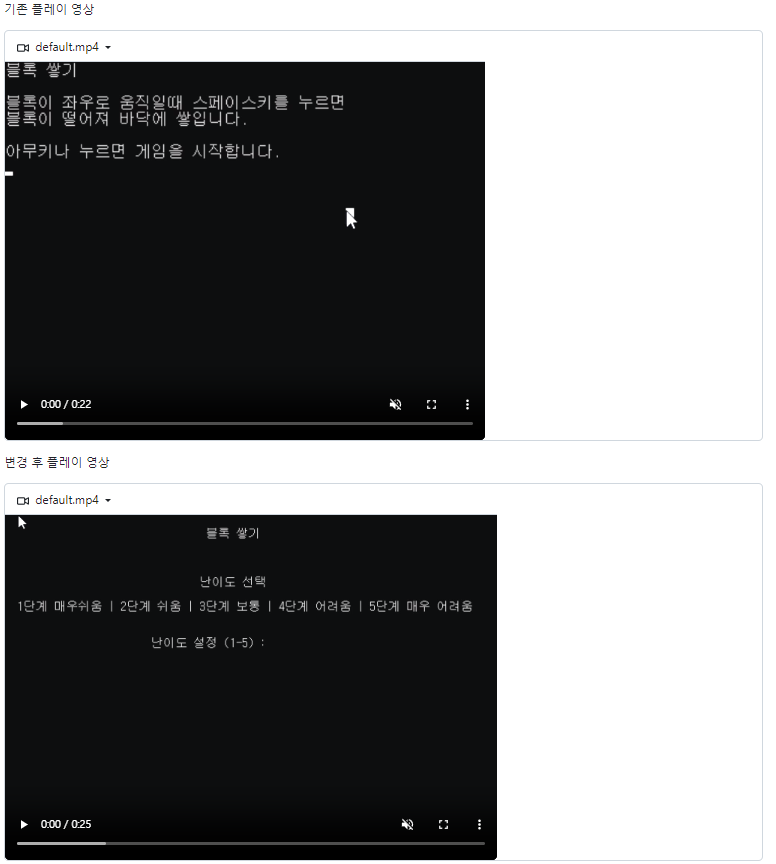 기존 플레이 영상
default.mp4
블록 쌓기
블록이 좌우로 움직일때 스페이스키를 누르면
블록이 떨어져 바닥에 쌓입니다.
아무키나 누르면 게임을 시작합니다.
0:00 / 0:22
변경 후 플레이 영상
default.mp4
블록 쌓기
난이도 선택
1단계 매우쉬움 | 2단계 쉬움 | 3단계 보통 | 4단계 어려움 | 5단계 매우 어려움
난이도 설정 (1-5) :
0:00 / 0:25